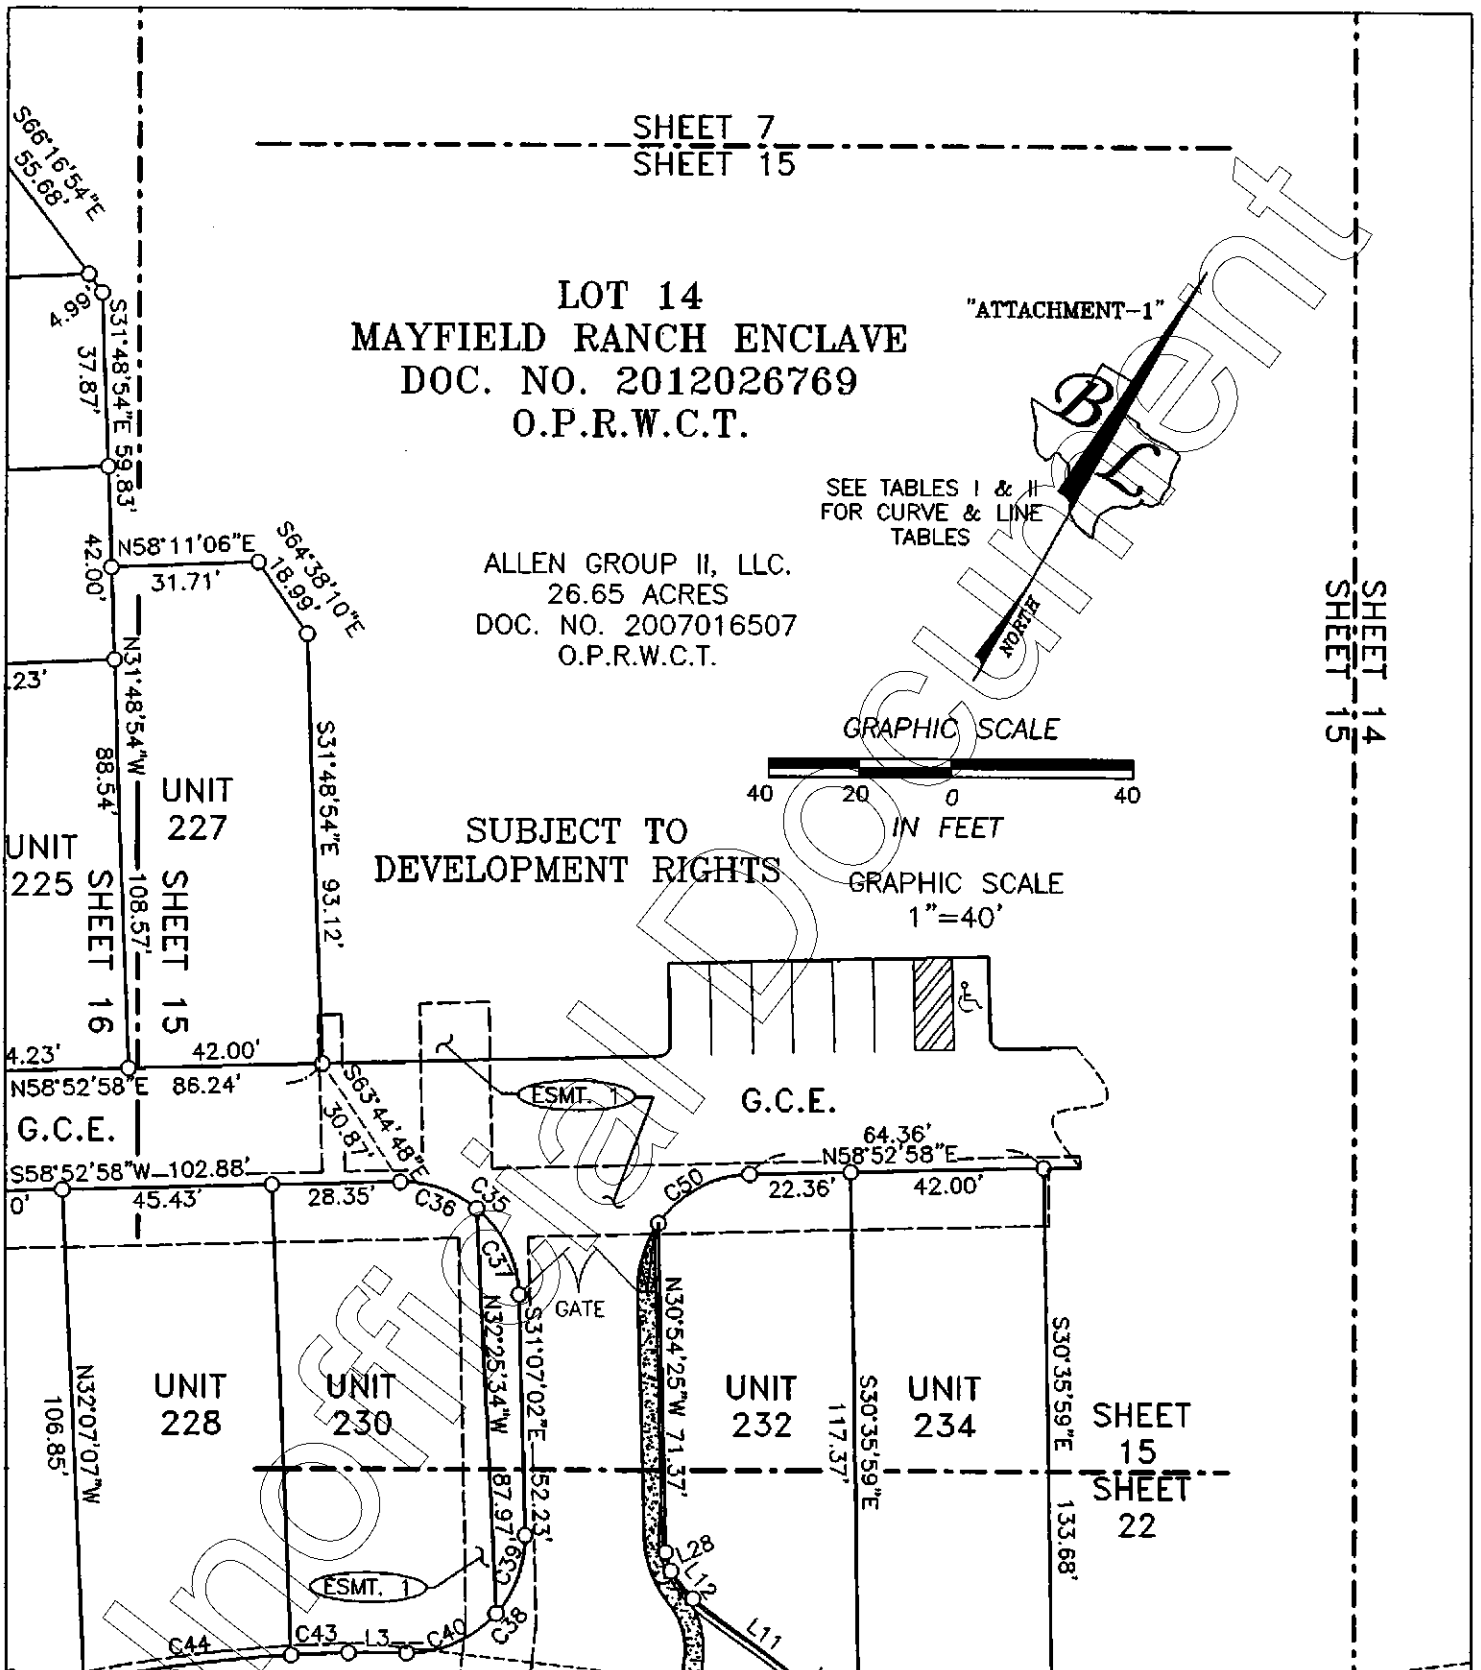 SHEET 7
SHEET 15
S66°16'54"E
55.68'
4.99'
S31°48'54"E 59.83'
37.87'
LOT 14
MAYFIELD RANCH ENCLAVE
DOC. NO. 2012026769
O.P.R.W.C.T.
"ATTACHMENT-1"
B
L
NORTH
SEE TABLES I & II
FOR CURVE & LINE
TABLES
ALLEN GROUP II, LLC.
26.65 ACRES
DOC. NO. 2007016507
O.P.R.W.C.T.
SHEET 14
SHEET 15
42.00'
N58°11'06"E
31.71'
S64°38'10"E
18.99'
.23'
N31°48'54"W
88.54'
108.57'
S31°48'54"E 93.12'
UNIT
227
UNIT
225
SHEET 16
SHEET 15
GRAPHIC SCALE
40 20 0 40
IN FEET
GRAPHIC SCALE
1"=40'
SUBJECT TO
DEVELOPMENT RIGHTS
4.23'
42.00'
N58°52'58"E 86.24'
G.C.E.
S63°44'48"E
30.87'
ESMT. 1
G.C.E.
64.36'
N58°52'58"E
S58°52'58"W 102.88'
0'
45.43'
28.35'
C36
C35
C50
22.36'
42.00'
C37
GATE
N32°07'07"W
106.85'
UNIT
228
UNIT
230
N32°25'34"W 87.97'
S31°07'02"E 52.23'
N30°54'25"W 71.37'
UNIT
232
S30°35'59"E
117.37'
UNIT
234
S30°35'59"E
133.68'
SHEET
15
SHEET
22
ESMT. 1
C39
C38
L28
L12
L11
C44
C43
L3
C40
Unofficial Document